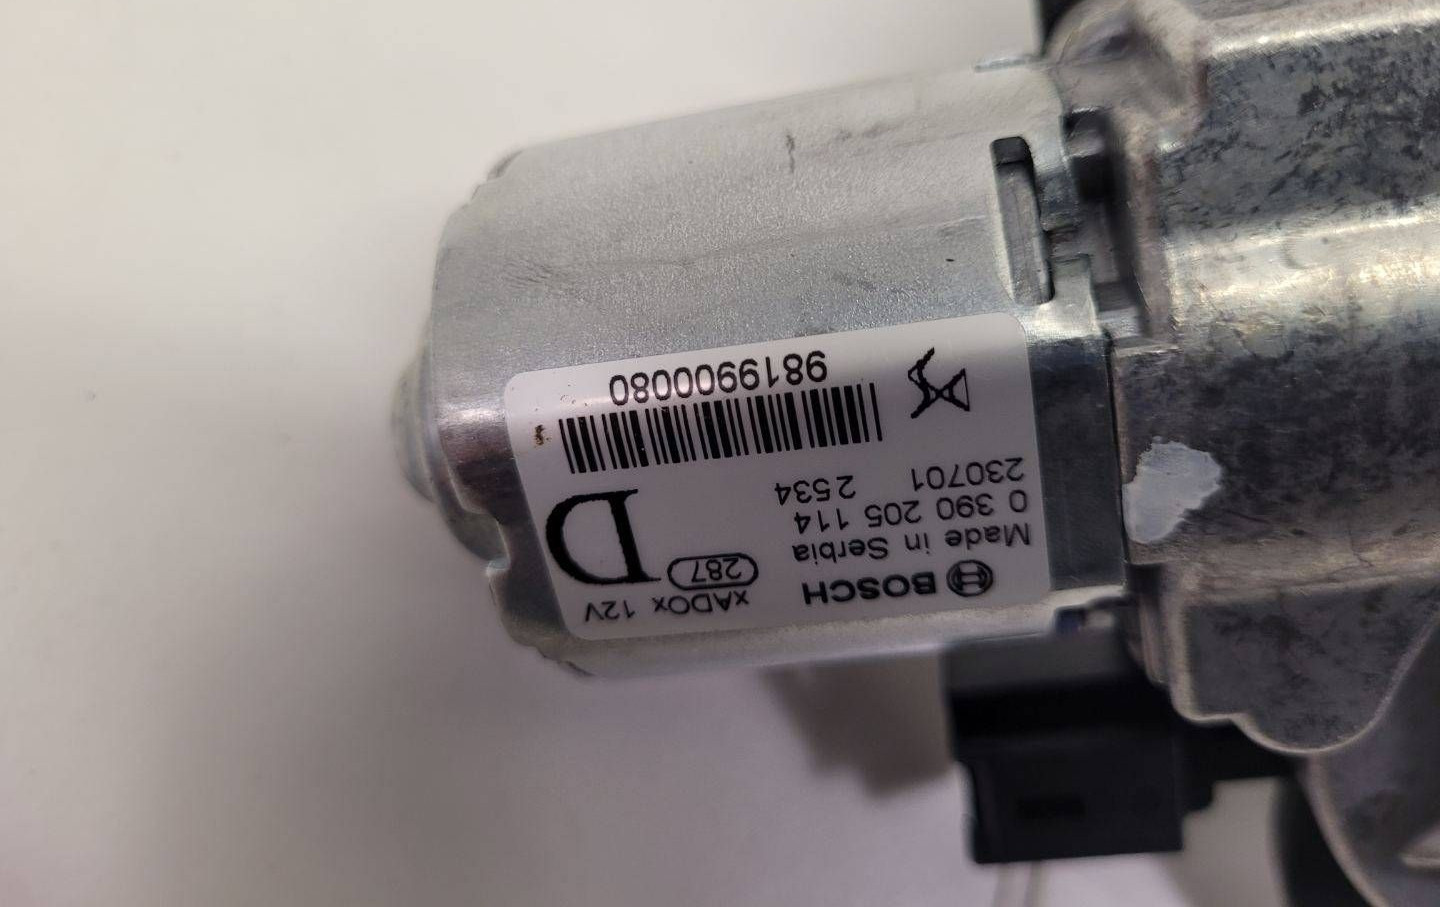 BOSCH
Made in Serbia
0 390 205 114
230701 2534
xADOx 12V
287
D
9819900080